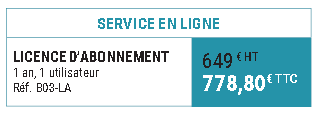 SERVICE EN LIGNE
LICENCE D'ABONNEMENT
1 an, 1 utilisateur
Réf. B03-LA
649 € HT
778,80 € TTC